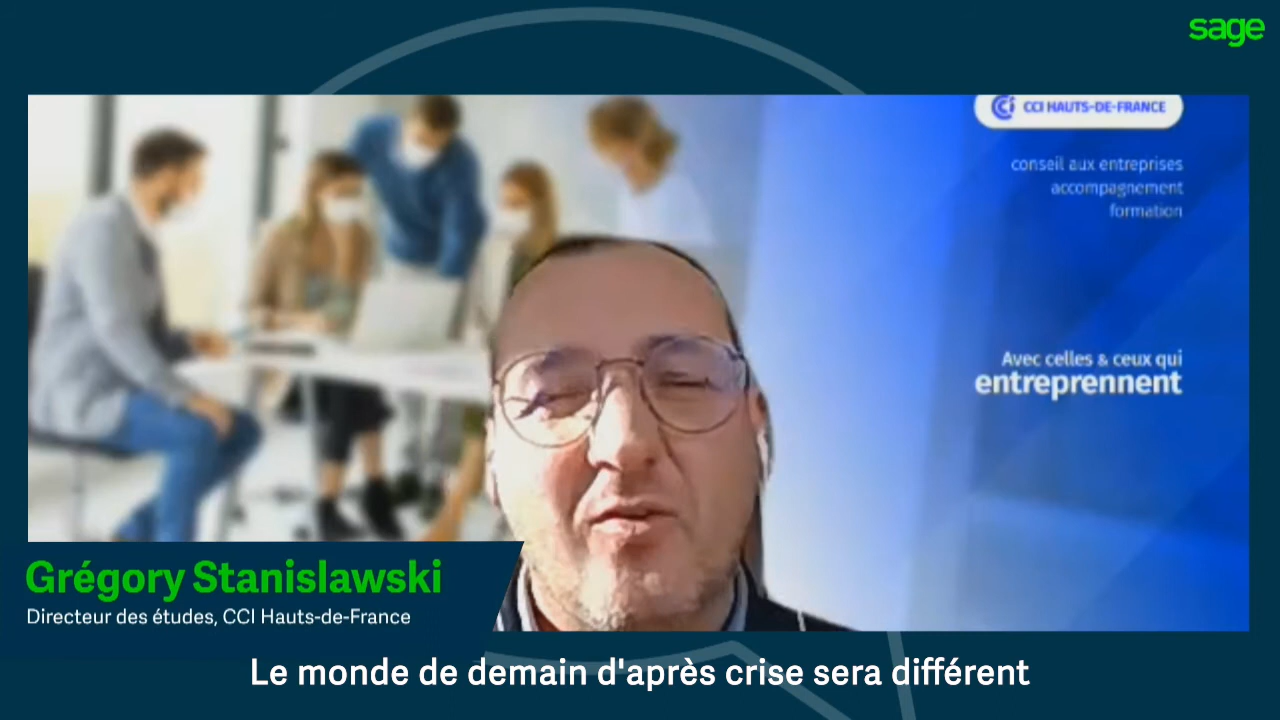 sage
CCI HAUTS-DE-FRANCE
conseil aux entreprises
accompagnement
formation
Avec celles & ceux qui
entreprennent
Grégory Stanislawski
Directeur des études, CCI Hauts-de-France
Le monde de demain d'après crise sera différent